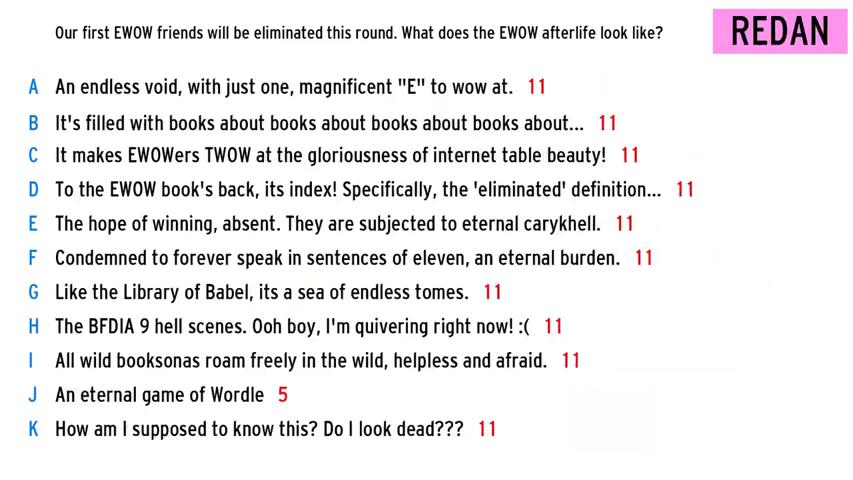 Our first EWOW friends will be eliminated this round. What does the EWOW afterlife look like?
REDAN
A An endless void, with just one, magnificent "E" to wow at. 11
B It's filled with books about books about books about books about... 11
C It makes EWOWers TWOW at the gloriousness of internet table beauty! 11
D To the EWOW book's back, its index! Specifically, the 'eliminated' definition... 11
E The hope of winning, absent. They are subjected to eternal carykhell. 11
F Condemned to forever speak in sentences of eleven, an eternal burden. 11
G Like the Library of Babel, its a sea of endless tomes. 11
H The BFDIA 9 hell scenes. Ooh boy, I'm quivering right now! :( 11
I All wild booksonas roam freely in the wild, helpless and afraid. 11
J An eternal game of Wordle 5
K How am I supposed to know this? Do I look dead??? 11